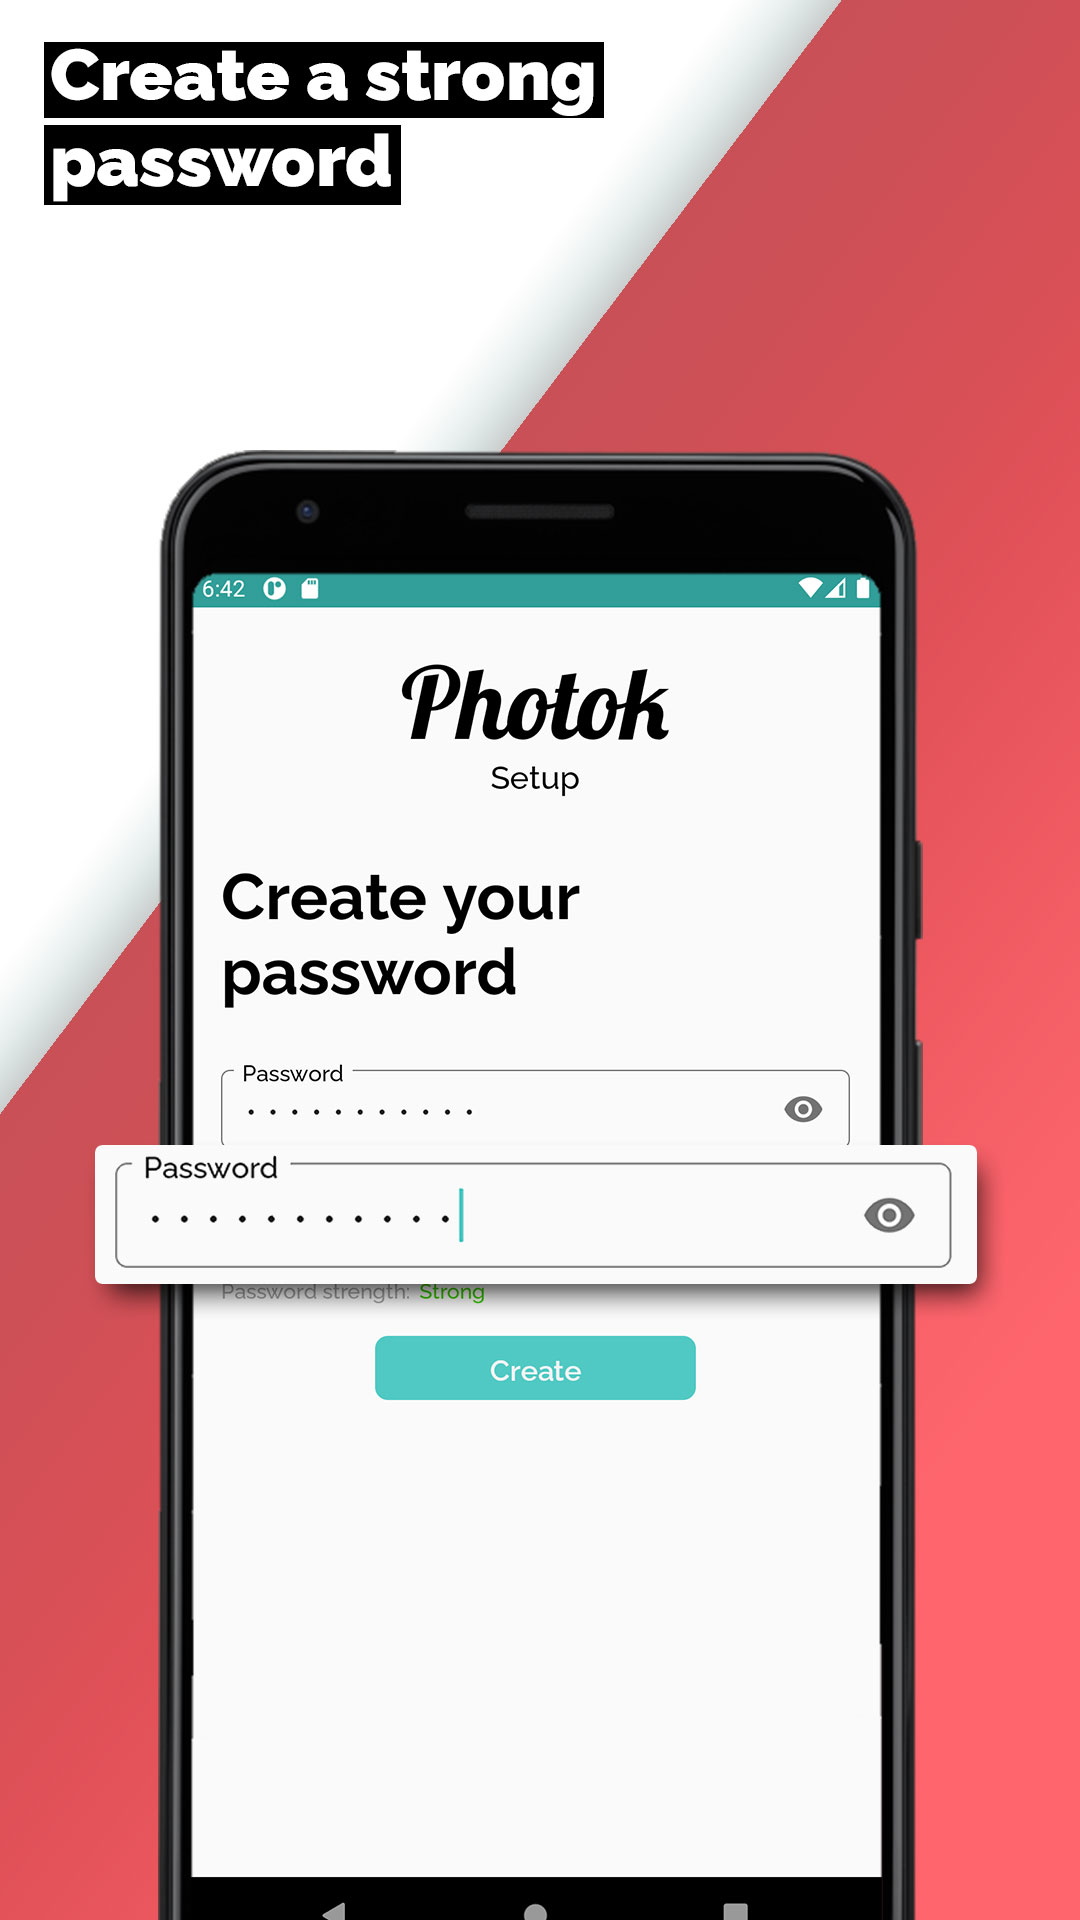 Create a strong
password
6:42
Photok
Setup
Create your
password
Password
...........
Password
...........
Password strength: Strong
Create